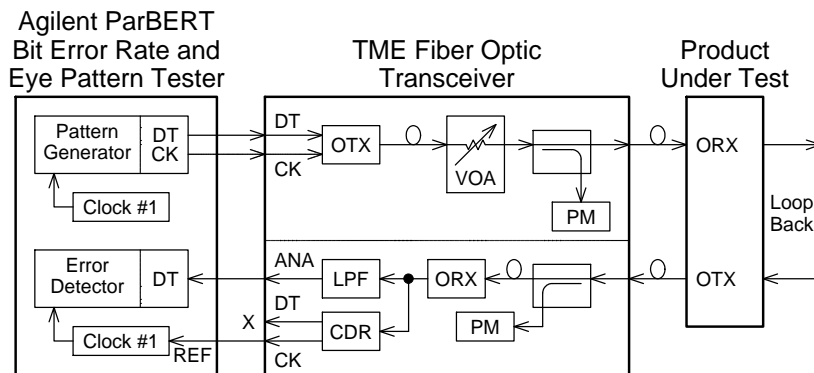 Agilent ParBERT
Bit Error Rate and
Eye Pattern Tester
TME Fiber Optic
Transceiver
Product
Under Test
Pattern
Generator
DT
CK
Clock #1
DT
CK
OTX
VOA
PM
ORX
Loop
Back
Error
Detector
DT
Clock #1
REF
X
ANA
DT
CK
LPF
CDR
ORX
PM
OTX